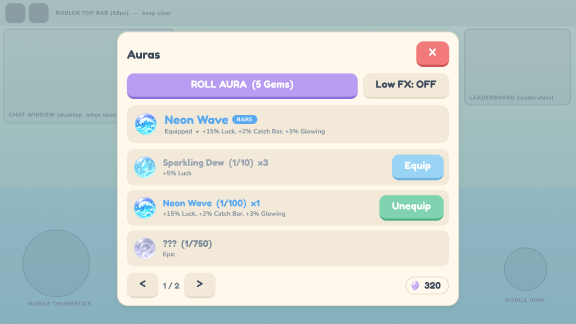 ROBLOX TOP BAR (58px) — keep clear
Auras
X
ROLL AURA (5 Gems)
Low FX: OFF
CHAT WINDOW (desktop, when open
LEADERBOARD (leaderstats)
Neon Wave RARE
Equipped • +15% Luck, +2% Catch Bar, +3% Glowing
Sparkling Dew (1/10) x3
+5% Luck
Equip
Neon Wave (1/100) x1
+15% Luck, +2% Catch Bar, +3% Glowing
Unequip
??? (1/750)
Epic
< 1 / 2 >
320
MOBILE THUMBSTICK
MOBILE JUMP